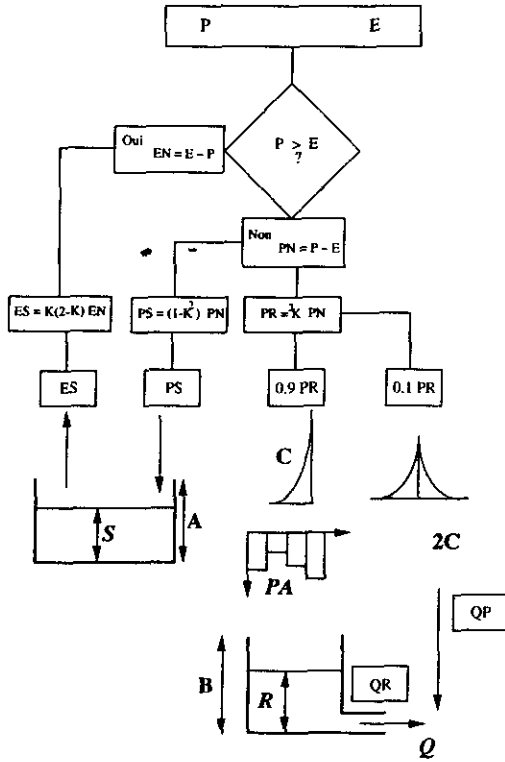 P E
P > E
?
Oui
EN = E - P
Non
PN = P - E
ES = K(2-K) EN
PS = (1-K²) PN
PR = ²K PN
ES
PS
0.9 PR
0.1 PR
C
S
A
2C
PA
QP
B
R
QR
Q